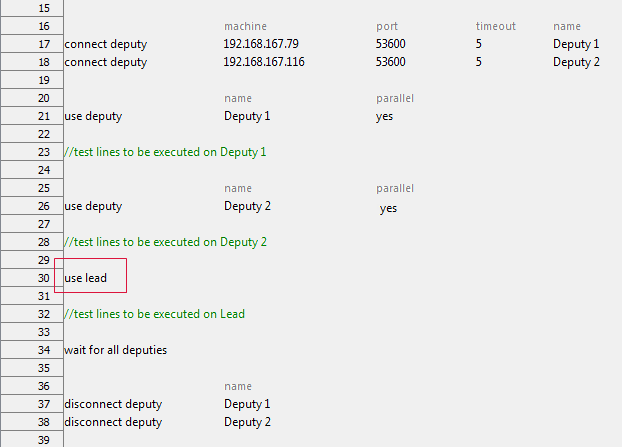 15
16 machine port timeout name
17 connect deputy 192.168.167.79 53600 5 Deputy 1
18 connect deputy 192.168.167.116 53600 5 Deputy 2
19
20 name parallel
21 use deputy Deputy 1 yes
22
23 //test lines to be executed on Deputy 1
24
25 name parallel
26 use deputy Deputy 2 yes
27
28 //test lines to be executed on Deputy 2
29
30 use lead
31
32 //test lines to be executed on Lead
33
34 wait for all deputies
35
36 name
37 disconnect deputy Deputy 1
38 disconnect deputy Deputy 2
39